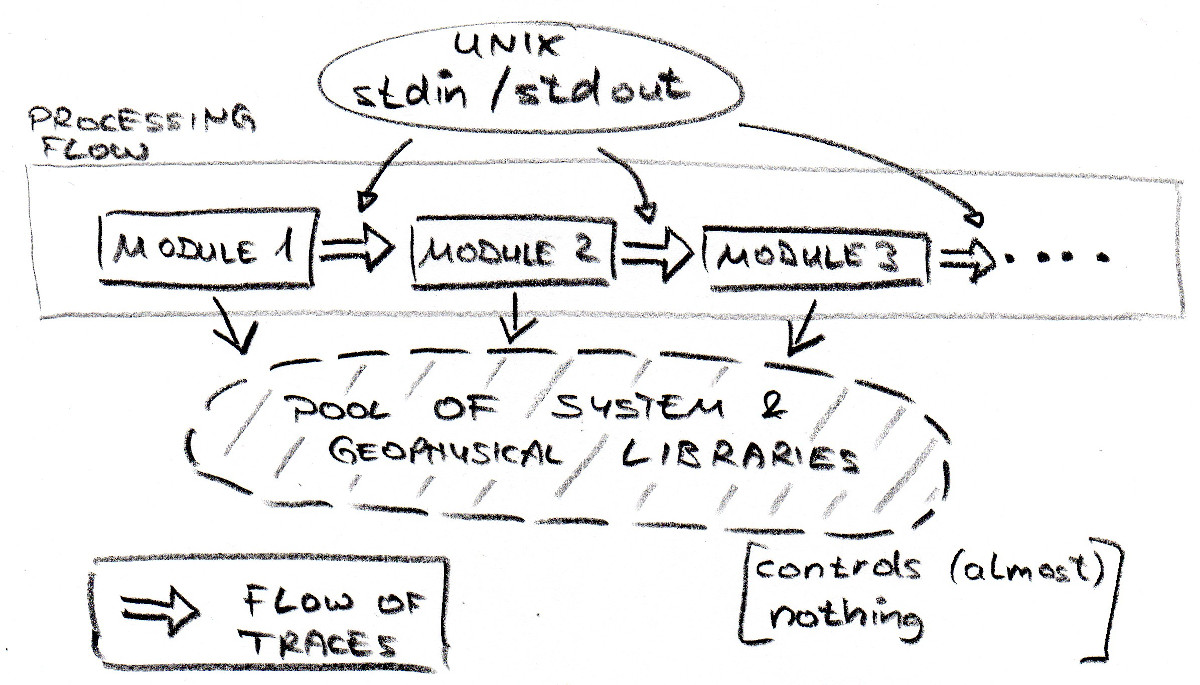 UNIX
stdin / stdout
PROCESSING
FLOW
MODULE 1
MODULE 2
MODULE 3
POOL OF SYSTEM &
GEOPHYSICAL LIBRARIES
FLOW OF
TRACES
[controls (almost)
nothing]